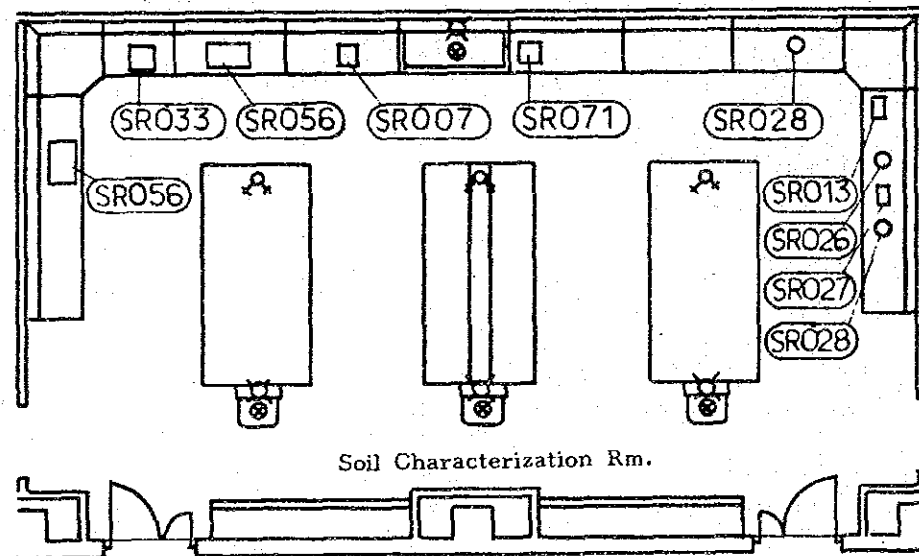 SR033
SR056
SR007
SR071
SR028
SR056
SR013
SR026
SR027
SR028
Soil Characterization Rm.